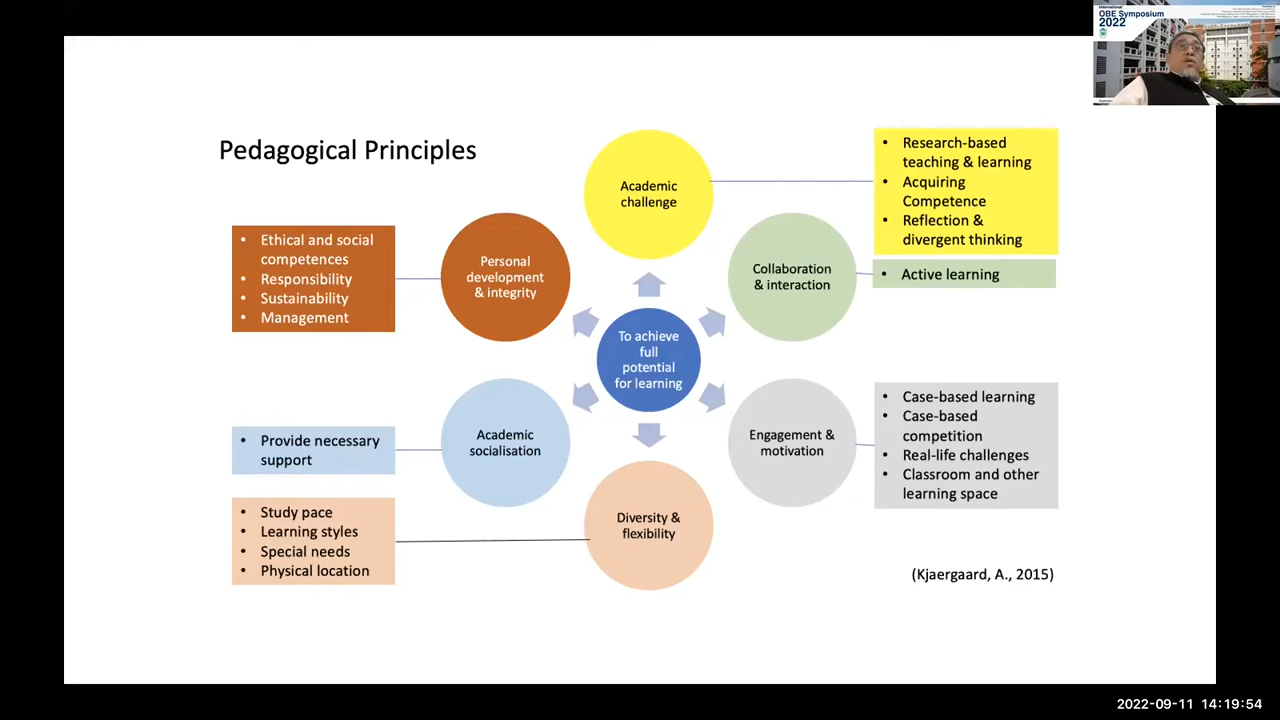 International
OBE Symposium
2022
Pedagogical Principles
Academic
challenge
• Research-based
teaching & learning
• Acquiring
Competence
• Reflection &
divergent thinking
• Ethical and social
competences
• Responsibility
• Sustainability
• Management
Personal
development
& integrity
Collaboration
& interaction
• Active learning
To achieve
full
potential
for learning
• Provide necessary
support
Academic
socialisation
Engagement &
motivation
• Case-based learning
• Case-based
competition
• Real-life challenges
• Classroom and other
learning space
• Study pace
• Learning styles
• Special needs
• Physical location
Diversity &
flexibility
(Kjaergaard, A., 2015)
2022-09-11 14:19:54